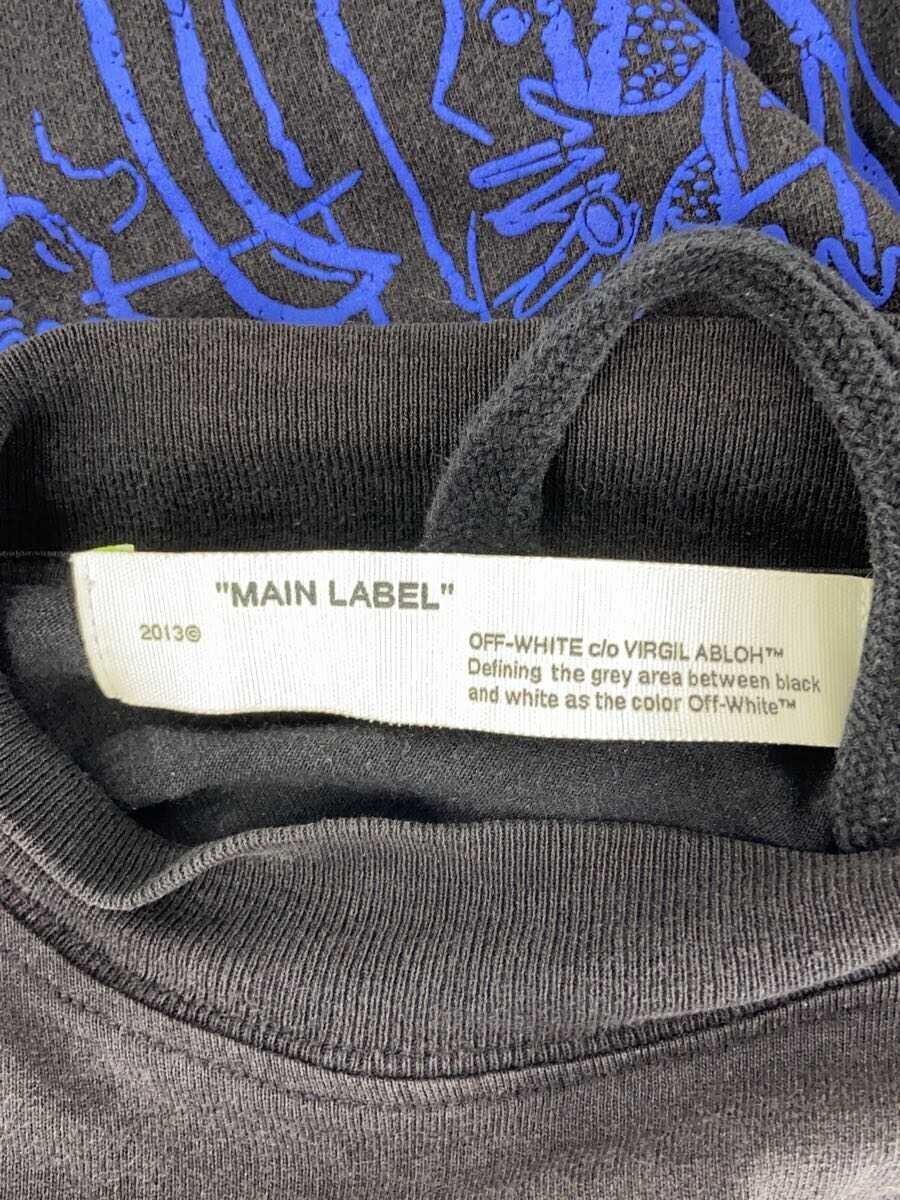 "MAIN LABEL"
2013©
OFF-WHITE c/o VIRGIL ABLOH™
Defining the grey area between black
and white as the color Off-White™